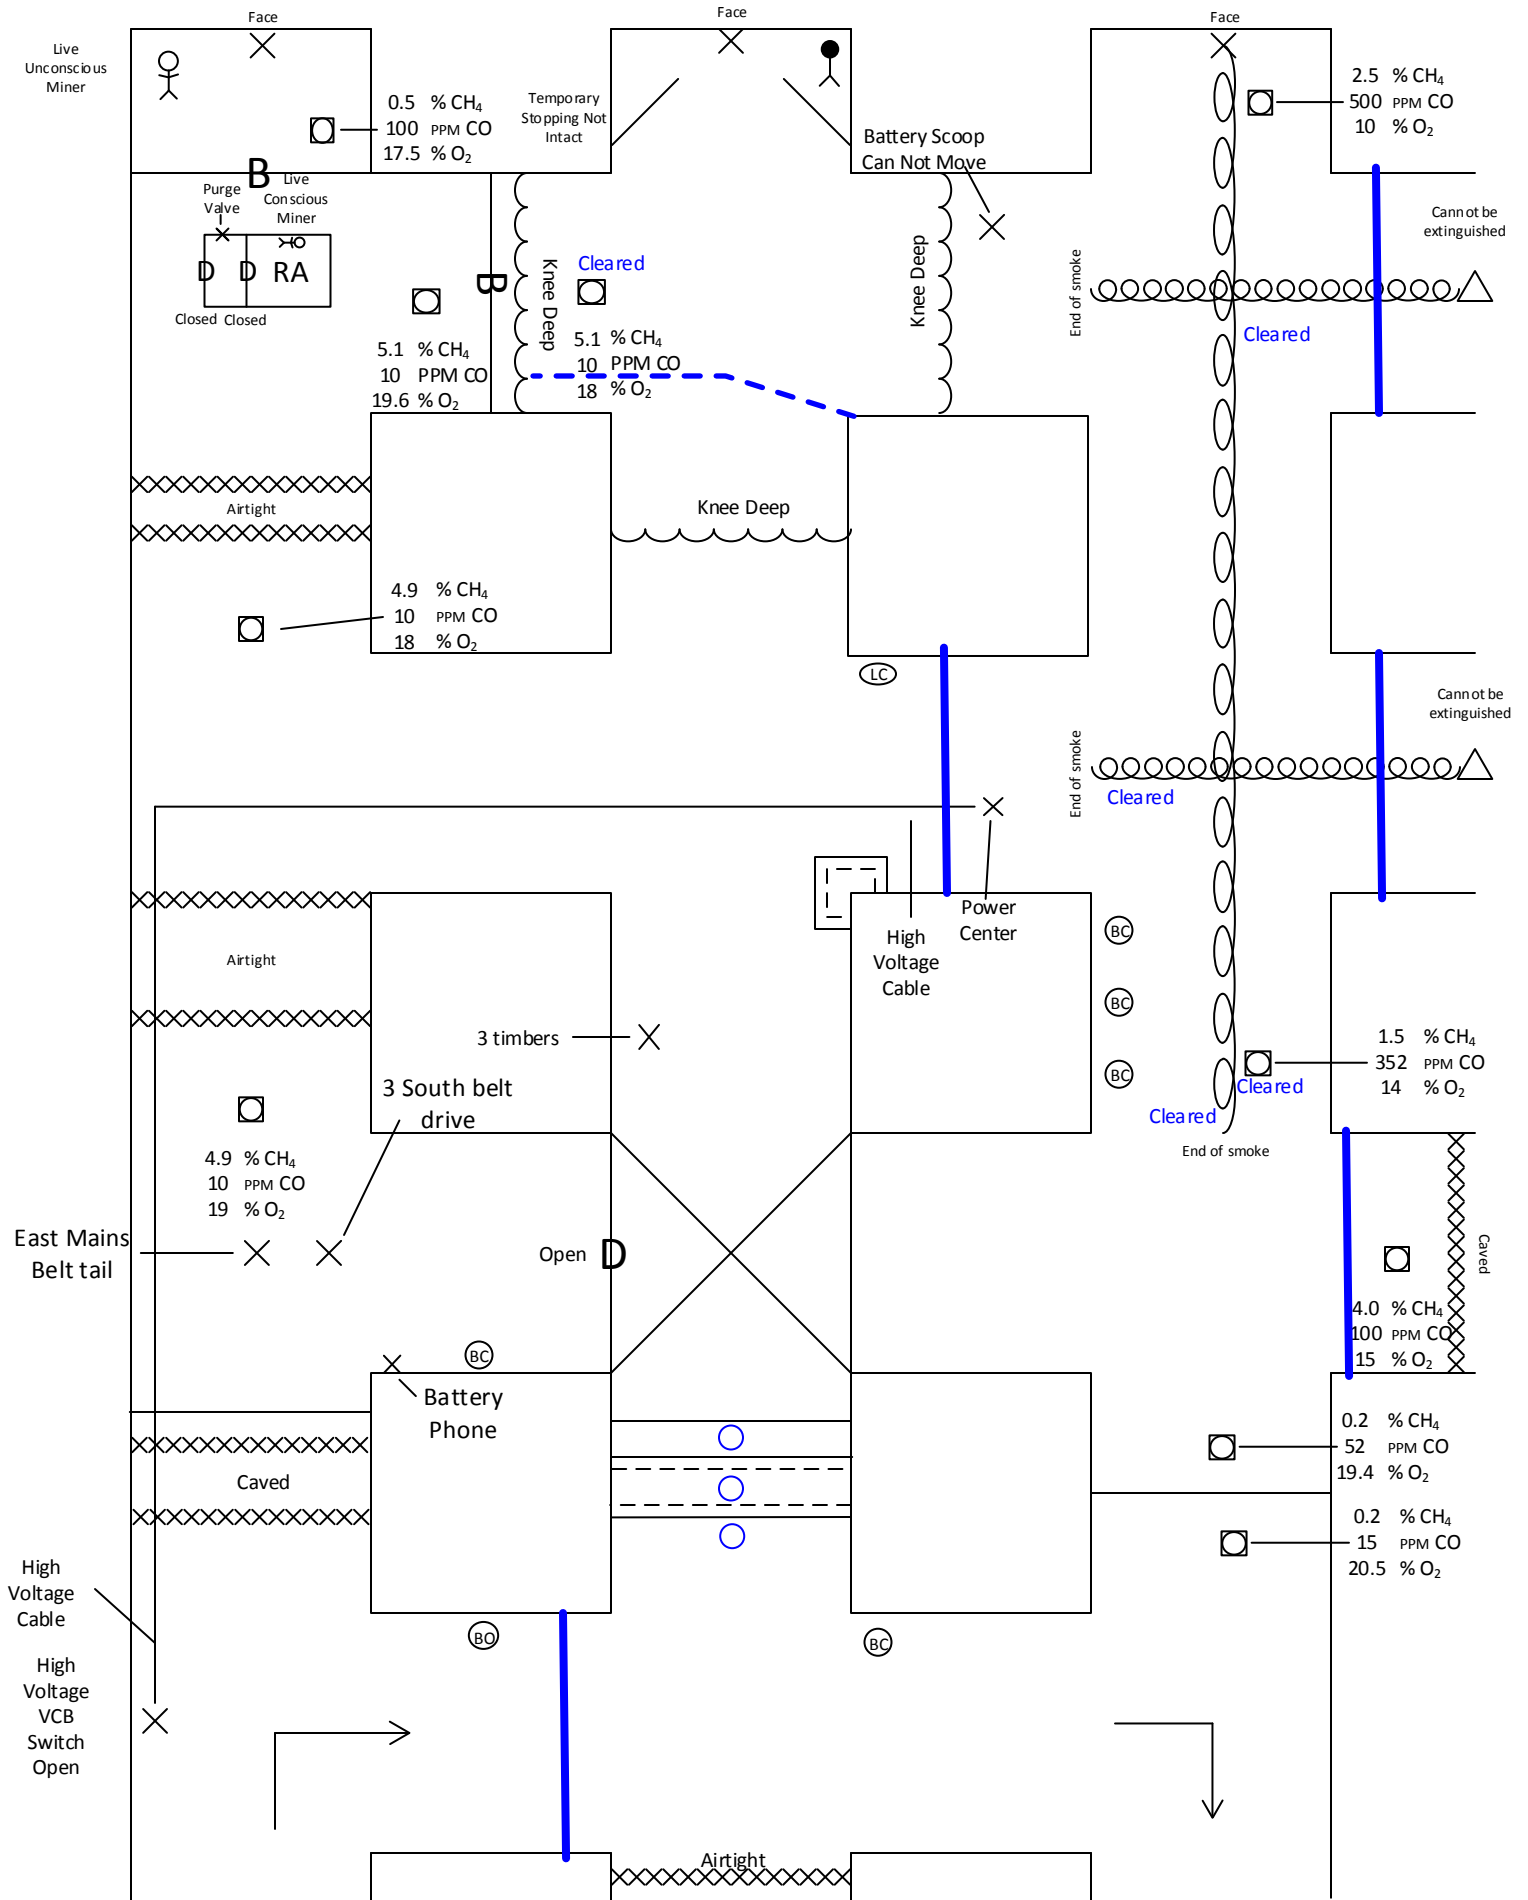 Face
Face
Face
Live
Unconscious
Miner
0.5 % CH₄
100 PPM CO
17.5 % O₂
Temporary
Stopping Not
Intact
Battery Scoop
Can Not Move
2.5 % CH₄
500 PPM CO
10 % O₂
B
Purge
Valve
Live
Conscious
Miner
D D RA
Closed Closed
B
Knee Deep
Cleared
Knee Deep
End of smoke
Cannot be
extinguished
Cleared
5.1 % CH₄
10 PPM CO
19.6 % O₂
5.1 % CH₄
10 PPM CO
18 % O₂
Airtight
Knee Deep
4.9 % CH₄
10 PPM CO
18 % O₂
LC
Cannot be
extinguished
End of smoke
Cleared
Airtight
High
Voltage
Cable
Power
Center
BC
BC
BC
3 timbers
1.5 % CH₄
352 PPM CO
14 % O₂
Cleared
Cleared
End of smoke
3 South belt
drive
4.9 % CH₄
10 PPM CO
19 % O₂
East Mains
Belt tail
Open D
Caved
4.0 % CH₄
100 PPM CO
15 % O₂
BC
Battery
Phone
Caved
0.2 % CH₄
52 PPM CO
19.4 % O₂
0.2 % CH₄
15 PPM CO
20.5 % O₂
High
Voltage
Cable
BO
BC
High
Voltage
VCB
Switch
Open
Airtight